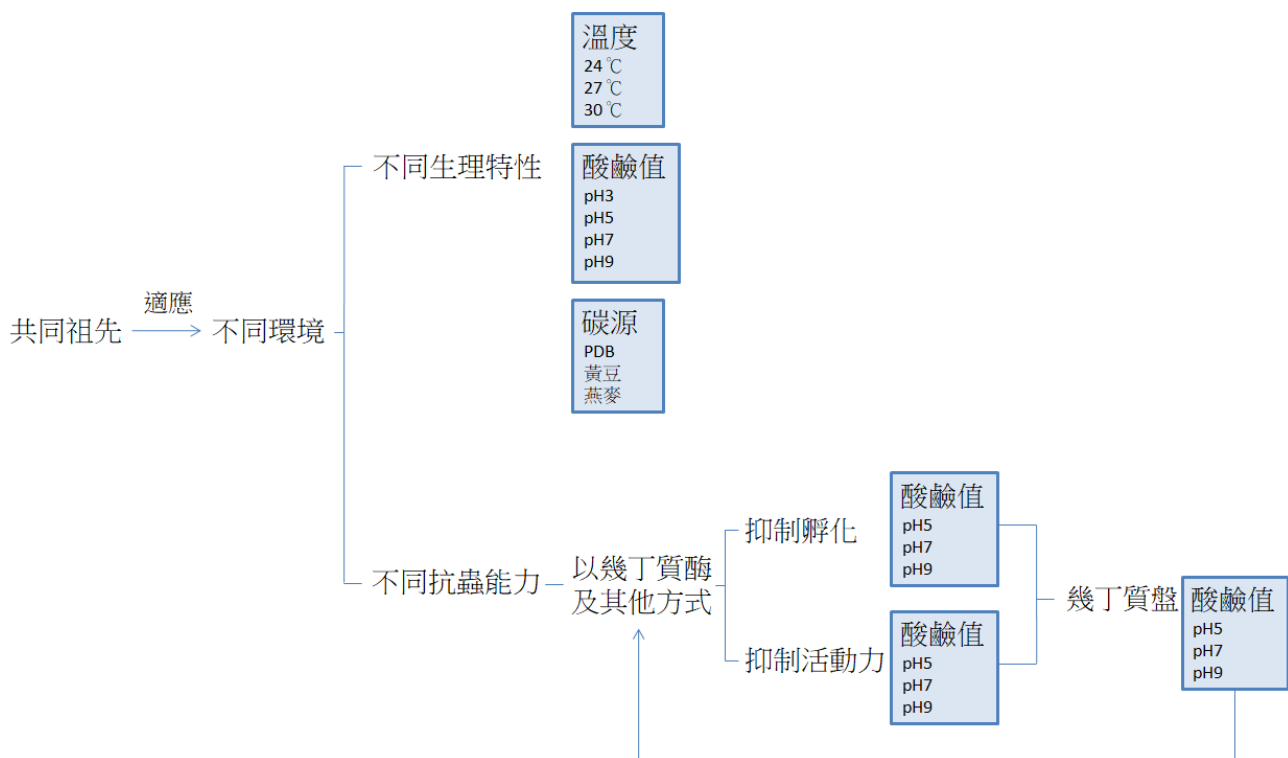 溫度
24℃
27℃
30℃
不同生理特性
酸鹼值
pH3
pH5
pH7
pH9
適應
共同祖先
不同環境
碳源
PDB
黃豆
燕麥
不同抗蟲能力
以幾丁質酶
及其他方式
抑制孵化
酸鹼值
pH5
pH7
pH9
抑制活動力
酸鹼值
pH5
pH7
pH9
幾丁質盤
酸鹼值
pH5
pH7
pH9